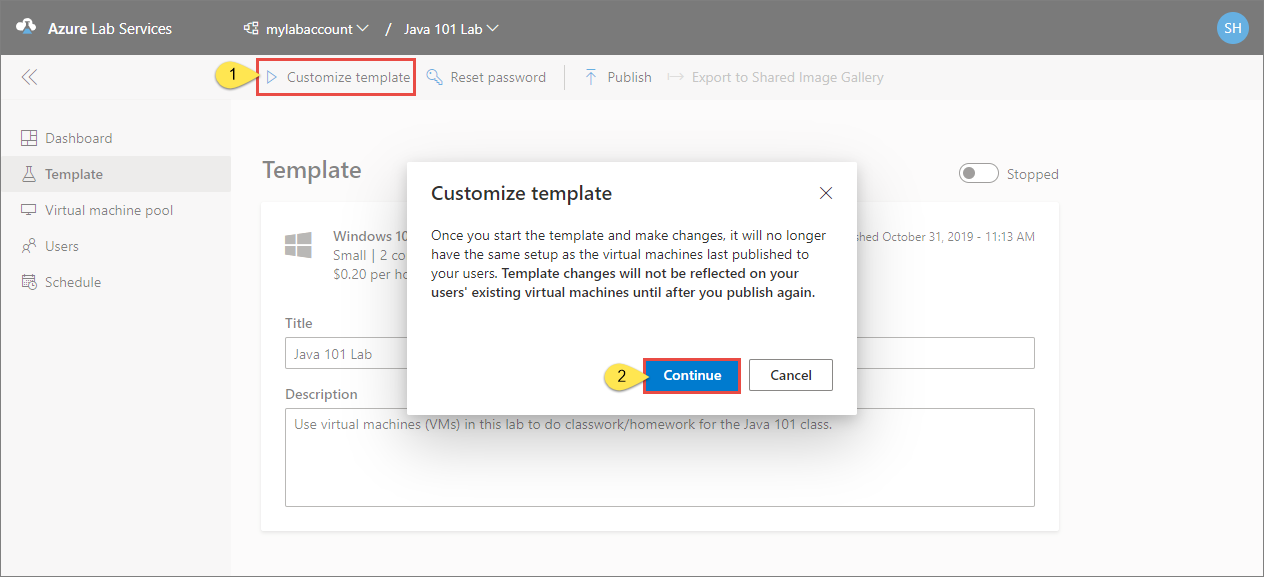 Azure Lab Services mylabaccount / Java 101 Lab SH
1 Customize template Reset password Publish Export to Shared Image Gallery
Dashboard
Template
Virtual machine pool
Users
Schedule
Template
Stopped
Windows 10
Small | 2 co
$0.20 per ho
shed October 31, 2019 - 11:13 AM
Title
Java 101 Lab
Description
Use virtual machines (VMs) in this lab to do classwork/homework for the Java 101 class.
Customize template
Once you start the template and make changes, it will no longer
have the same setup as the virtual machines last published to
your users. Template changes will not be reflected on your
users' existing virtual machines until after you publish again.
2 Continue Cancel